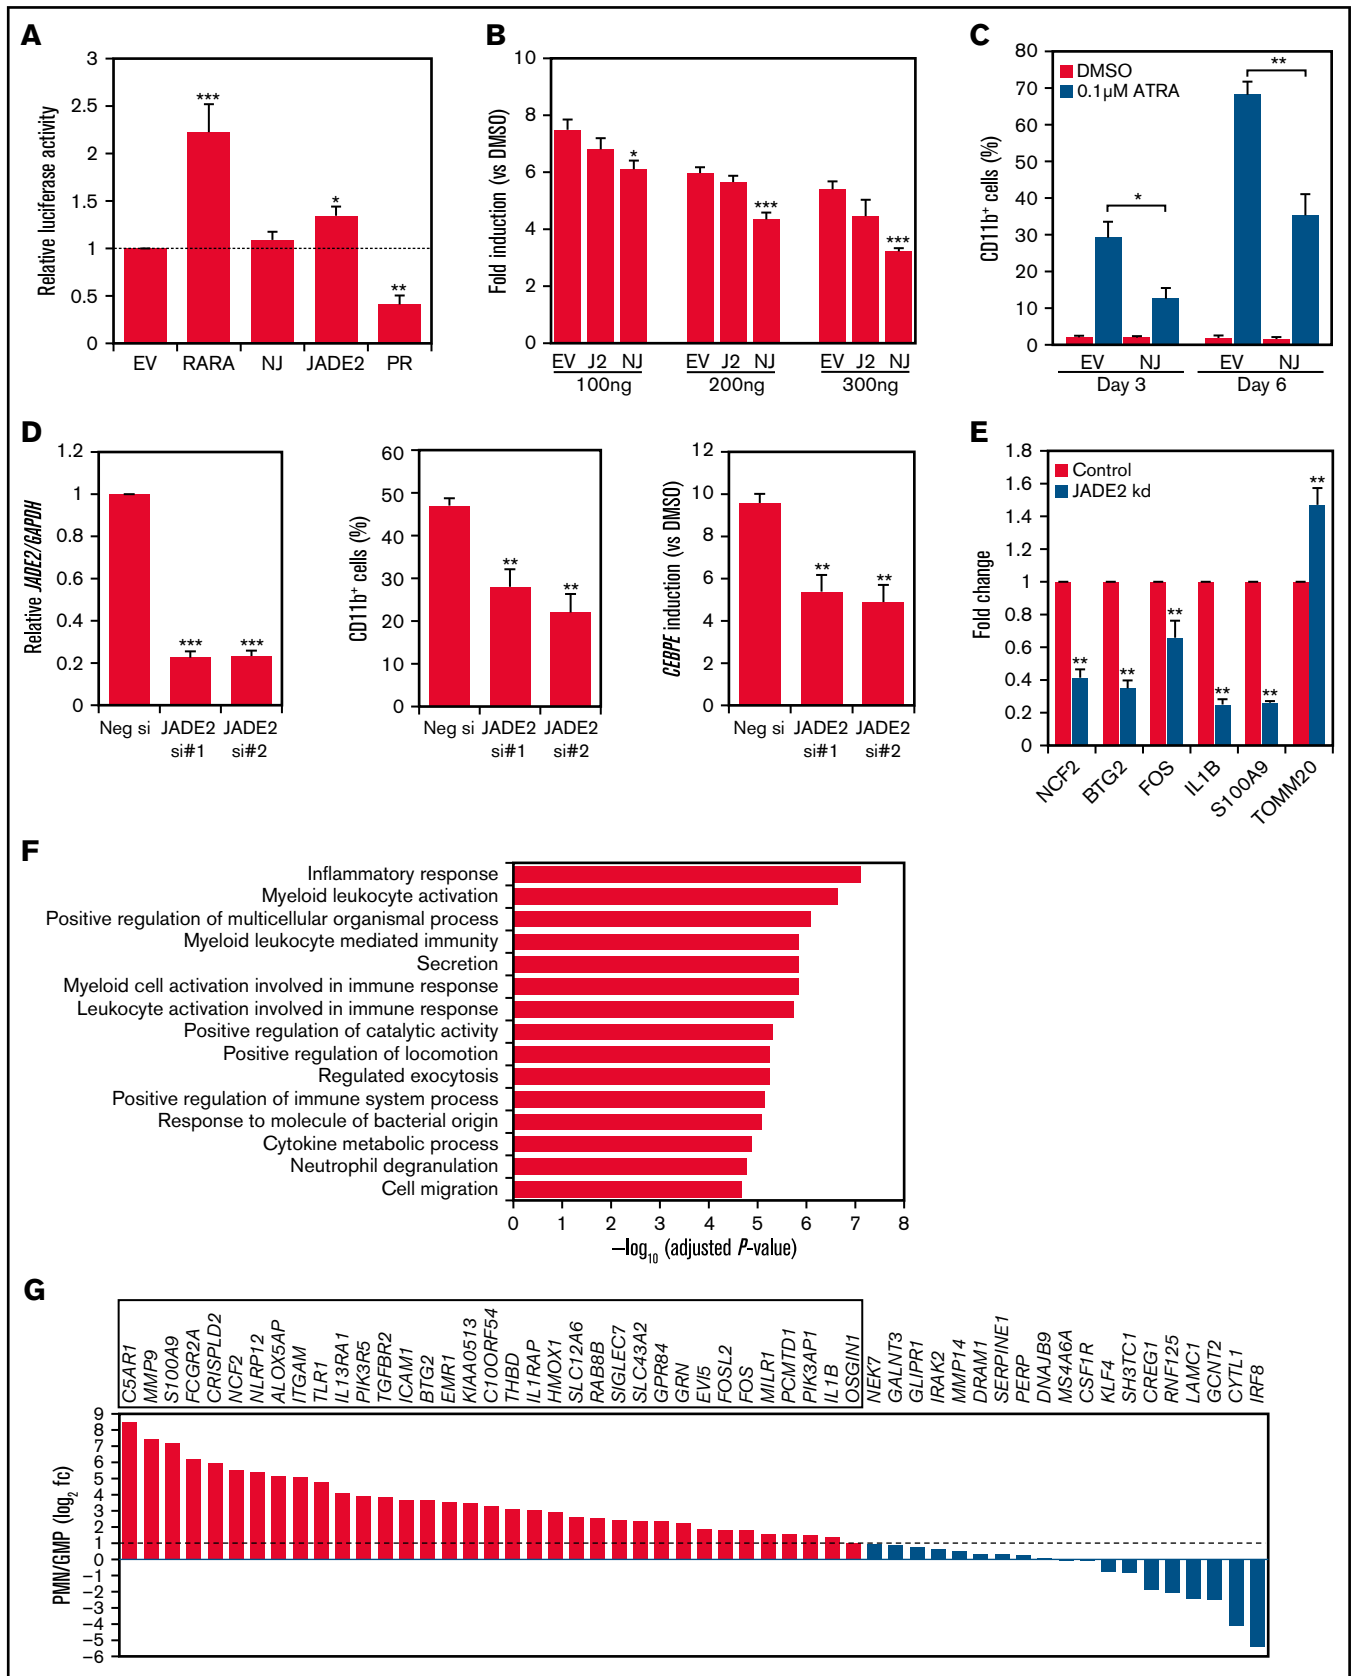 A
Relative luciferase activity
3
2.5
2
1.5
1
0.5
0
***
*
**
EV RARA NJ JADE2 PR
B
Fold induction (vs DMSO)
10
8
6
4
2
0
*
***
***
EV J2 NJ EV J2 NJ EV J2 NJ
100ng 200ng 300ng
C
CD11b+ cells (%)
80
70
60
50
40
30
20
10
0
DMSO
0.1µM ATRA
*
**
EV NJ EV NJ
Day 3 Day 6
D
Relative JADE2/GAPDH
1.2
1
0.8
0.6
0.4
0.2
0
*** ***
Neg si JADE2 JADE2
si#1 si#2
CD11b+ cells (%)
60
50
40
30
20
10
0
** **
Neg si JADE2 JADE2
si#1 si#2
CEBPE induction (vs DMSO)
12
10
8
6
4
2
0
** **
Neg si JADE2 JADE2
si#1 si#2
E
Fold change
1.8
1.6
1.4
1.2
1
0.8
0.6
0.4
0.2
0
Control
JADE2 kd
** ** ** ** ** **
NCF2 BTG2 FOS IL1B S100A9 TOMM20
F
Inflammatory response
Myeloid leukocyte activation
Positive regulation of multicellular organismal process
Myeloid leukocyte mediated immunity
Secretion
Myeloid cell activation involved in immune response
Leukocyte activation involved in immune response
Positive regulation of catalytic activity
Positive regulation of locomotion
Regulated exocytosis
Positive regulation of immune system process
Response to molecule of bacterial origin
Cytokine metabolic process
Neutrophil degranulation
Cell migration
0 1 2 3 4 5 6 7 8
–log10 (adjusted P-value)
G
C5AR1
MMP9
S100A9
FCGR2A
CRISPLD2
NCF2
NLRP12
ALOX5AP
ITGAM
TLR1
IL13RA1
PIK3R5
TGFBR2
ICAM1
BTG2
EMR1
KIAA0513
C10ORF54
THBD
IL1RAP
HMOX1
SLC12A6
RAB8B
SIGLEC7
SLC43A2
GPR84
GRN
EVI5
FOSL2
FOS
MILR1
PCMTD1
PIK3AP1
IL1B
OSGIN1
NEK7
GALNT3
GLIPR1
IRAK2
MMP14
DRAM1
SERPINE1
PERP
DNAJB9
MS4A6A
CSF1R
KLF4
SH3TC1
CREG1
RNF125
LAMC1
GCNT2
CYTL1
IRF8
PMN/GMP (log2 fc)
9
8
7
6
5
4
3
2
1
0
–1
–2
–3
–4
–5
–6